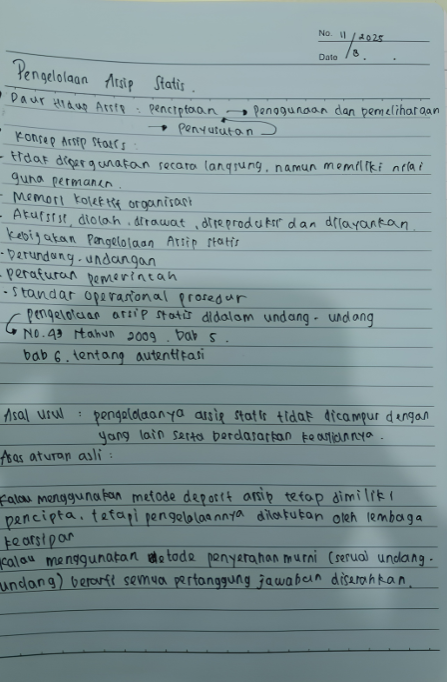 No. 11 / 2025
Date / 8. .
Pengelolaan Arsip Statis.
Daur Hidup Arsip : penciptaan → Penggunaan dan pemeliharaan
→ Penyusutan
Konsep Arsip Statis :
- tidak dipergunakan secara langsung, namun memiliki nilai
guna permanen.
- Memori kolektif organisasi
- Akuisisi, diolah, dirawat, direproduksi dan dilayankan.
Kebijakan Pengelolaan Arsip statis
- perundang-undangan
- peraturan pemerintah
- Standar operasional prosedur
pengelolaan arsip statis didalam undang-undang
↳ No. 43 tahun 2009. bab 5.
bab 6. tentang autentikasi
Asal usul : pengelolaanya arsip statis tidak dicampur dengan
yang lain serta berdasarkan keasliannya.
Asas aturan asli :
Kalau menggunakan metode deposit arsip tetap dimiliki
pencipta, tetapi pengelolaannya dilakukan oleh lembaga
kearsipan
Kalau menggunakan metode penyerahan murni (sesuai undang-
undang) berarti semua pertanggung jawaban diserahkan.